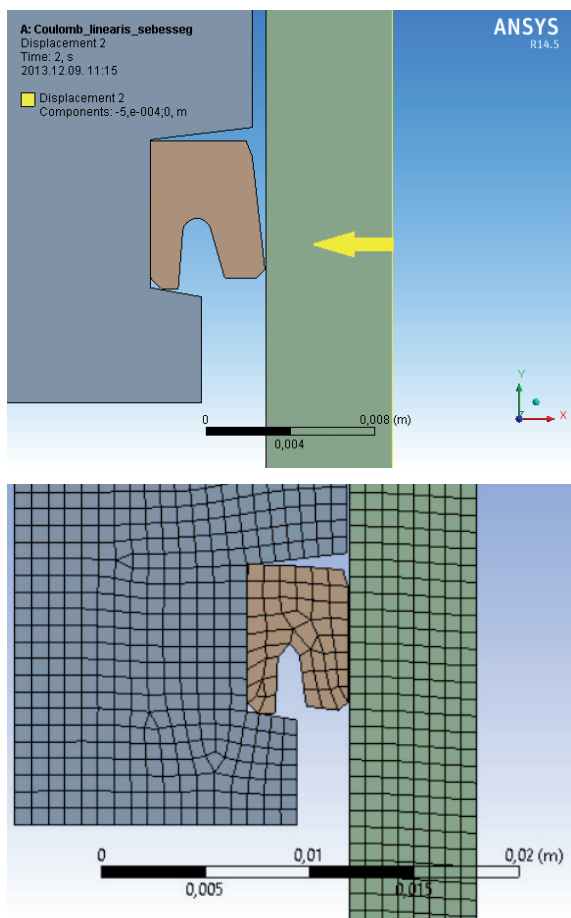 A: Coulomb_linearis_sebesseg
Displacement 2
Time: 2, s
2013.12.09. 11:15
Displacement 2
Components: -5,e-004;0, m
ANSYS
R14.5
Y
X
Z
0
0,008 (m)
0,004
0
0,01
0,02 (m)
0,005
0,015